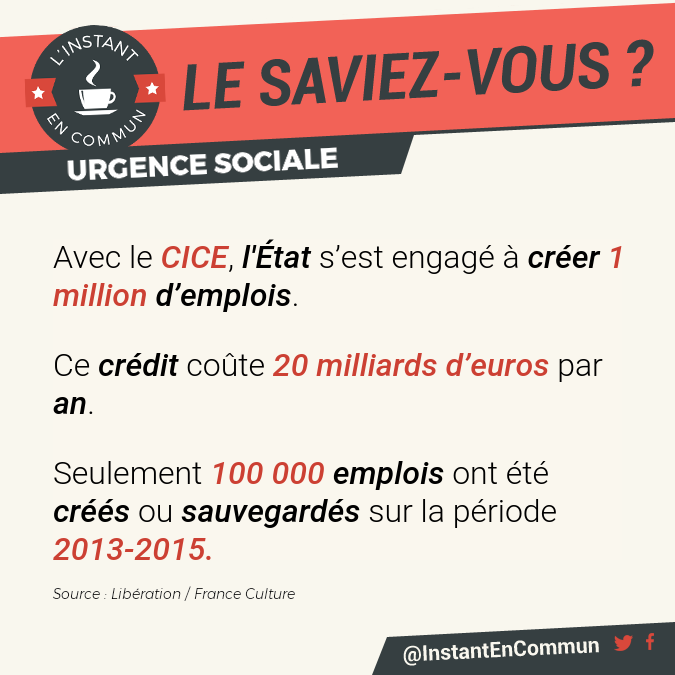 L'INSTANT
EN COMMUN
LE SAVIEZ-VOUS ?
URGENCE SOCIALE
Avec le CICE, l'État s’est engagé à créer 1
million d’emplois.
Ce crédit coûte 20 milliards d’euros par
an.
Seulement 100 000 emplois ont été
créés ou sauvegardés sur la période
2013-2015.
Source : Libération / France Culture
@InstantEnCommun